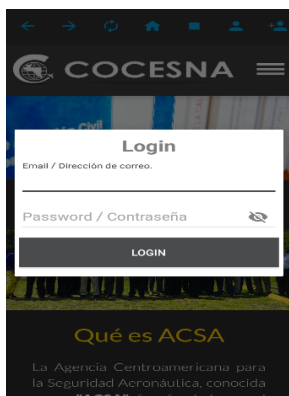 COCESNA
Civil
Login
Email / Dirección de correo.
Password / Contraseña
LOGIN
Qué es ACSA
La Agencia Centroamericana para
la Seguridad Aeronáutica, conocida